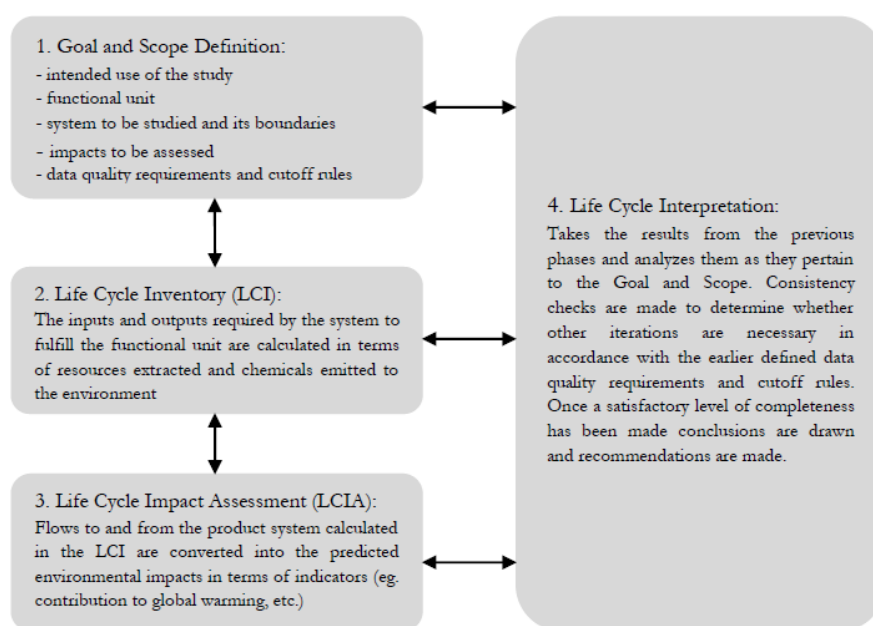 1. Goal and Scope Definition:
- intended use of the study
- functional unit
- system to be studied and its boundaries
- impacts to be assessed
- data quality requirements and cutoff rules
2. Life Cycle Inventory (LCI):
The inputs and outputs required by the system to
fulfill the functional unit are calculated in terms
of resources extracted and chemicals emitted to
the environment
3. Life Cycle Impact Assessment (LCIA):
Flows to and from the product system calculated
in the LCI are converted into the predicted
environmental impacts in terms of indicators (eg.
contribution to global warming, etc.)
4. Life Cycle Interpretation:
Takes the results from the previous
phases and analyzes them as they pertain
to the Goal and Scope. Consistency
checks are made to determine whether
other iterations are necessary in
accordance with the earlier defined data
quality requirements and cutoff rules.
Once a satisfactory level of completeness
has been made conclusions are drawn
and recommendations are made.